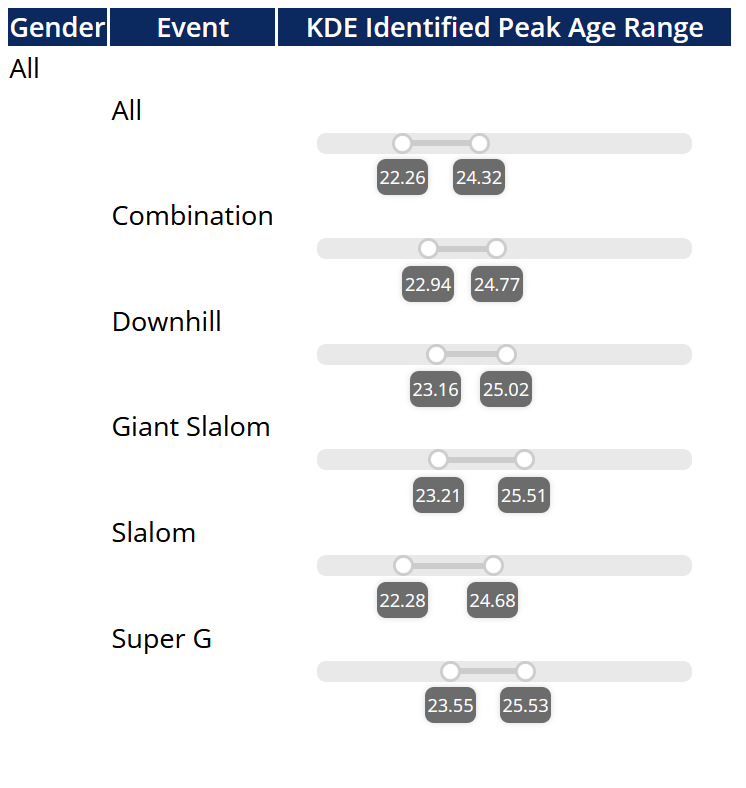 Gender Event KDE Identified Peak Age Range
All
All
22.26 24.32
Combination
22.94 24.77
Downhill
23.16 25.02
Giant Slalom
23.21 25.51
Slalom
22.28 24.68
Super G
23.55 25.53